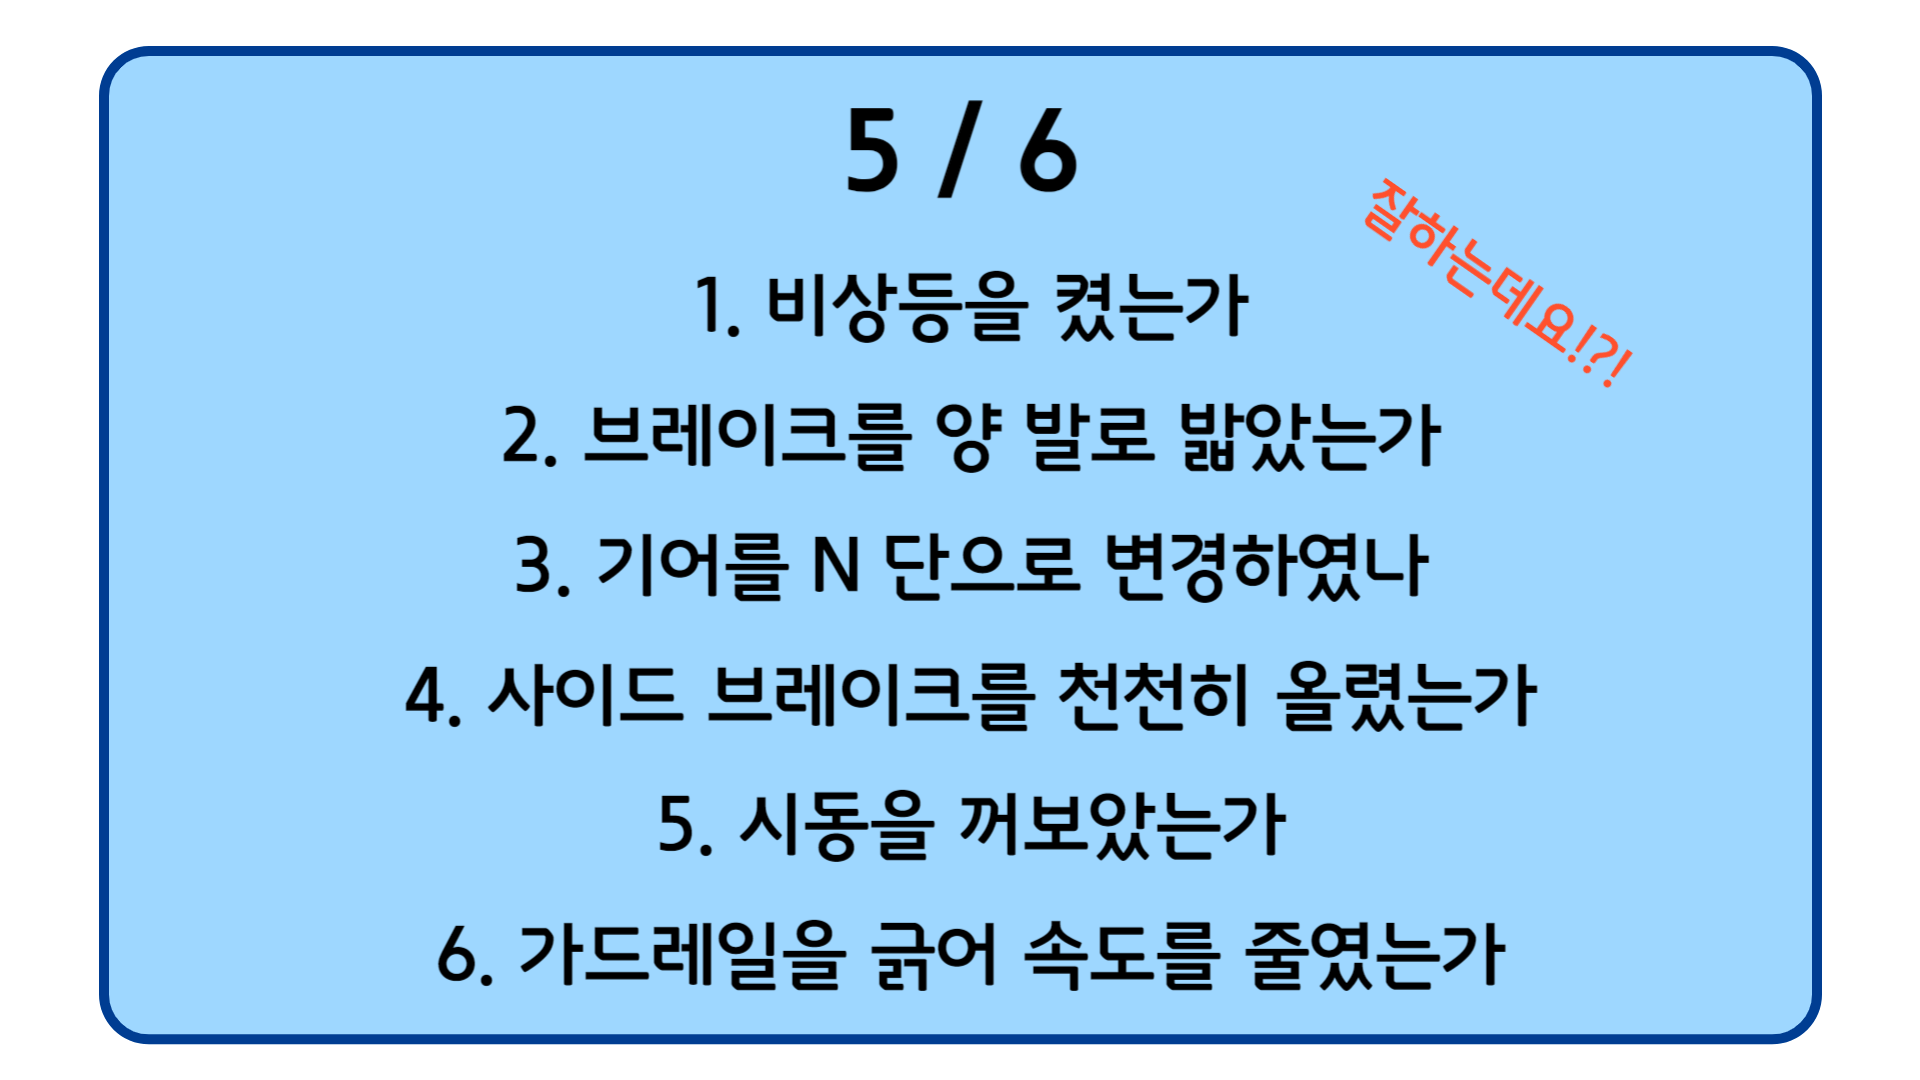 5 / 6
잘하는데요!?!
1. 비상등을 켰는가
2. 브레이크를 양 발로 밟았는가
3. 기어를 N 단으로 변경하였나
4. 사이드 브레이크를 천천히 올렸는가
5. 시동을 꺼보았는가
6. 가드레일을 긁어 속도를 줄였는가